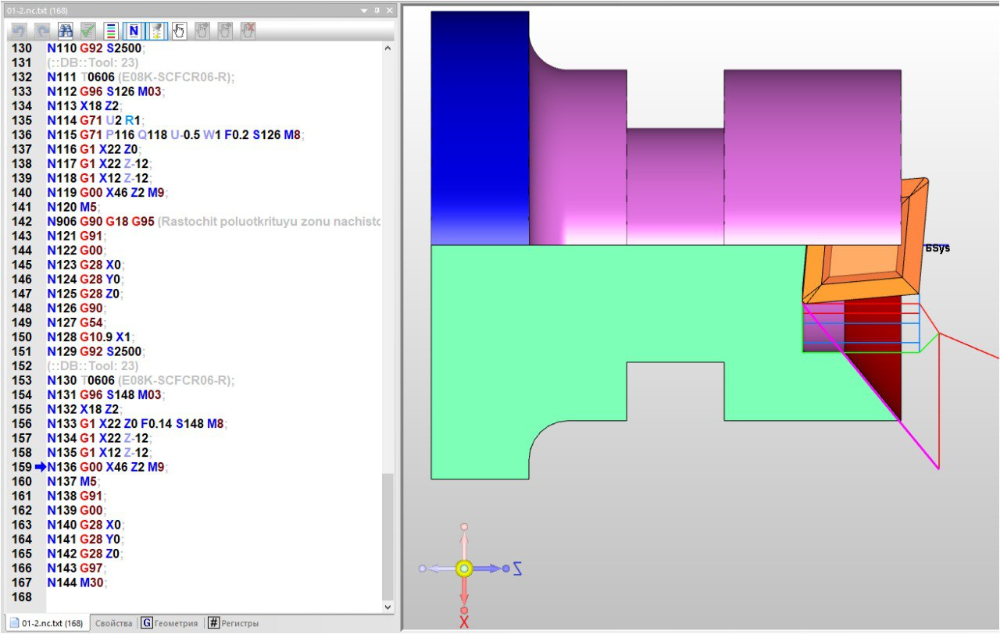 01-2.nc.txt (168)
130 N110 G92 S2500;
131 (::DB::Tool: 23)
132 N111 T0606 (E08K-SCFCR06-R);
133 N112 G96 S126 M03;
134 N113 X18 Z2;
135 N114 G71 U2 R1;
136 N115 G71 P116 Q118 U-0.5 W1 F0.2 S126 M8;
137 N116 G1 X22 Z0;
138 N117 G1 X22 Z-12;
139 N118 G1 X12 Z-12;
140 N119 G00 X46 Z2 M9;
141 N120 M5;
142 N906 G90 G18 G95 (Rastochit poluotkrituyu zonu nachistc
143 N121 G91;
144 N122 G00;
145 N123 G28 X0;
146 N124 G28 Y0;
147 N125 G28 Z0;
148 N126 G90;
149 N127 G54;
150 N128 G10.9 X1;
151 N129 G92 S2500;
152 (::DB::Tool: 23)
153 N130 T0606 (E08K-SCFCR06-R);
154 N131 G96 S148 M03;
155 N132 X18 Z2;
156 N133 G1 X22 Z0 F0.14 S148 M8;
157 N134 G1 X22 Z-12;
158 N135 G1 X12 Z-12;
159 N136 G00 X46 Z2 M9;
160 N137 M5;
161 N138 G91;
162 N139 G00;
163 N140 G28 X0;
164 N141 G28 Y0;
165 N142 G28 Z0;
166 N143 G97;
167 N144 M30;
168
01-2.nc.txt (168) Свойства G Геометрия # Регистры
Z
X